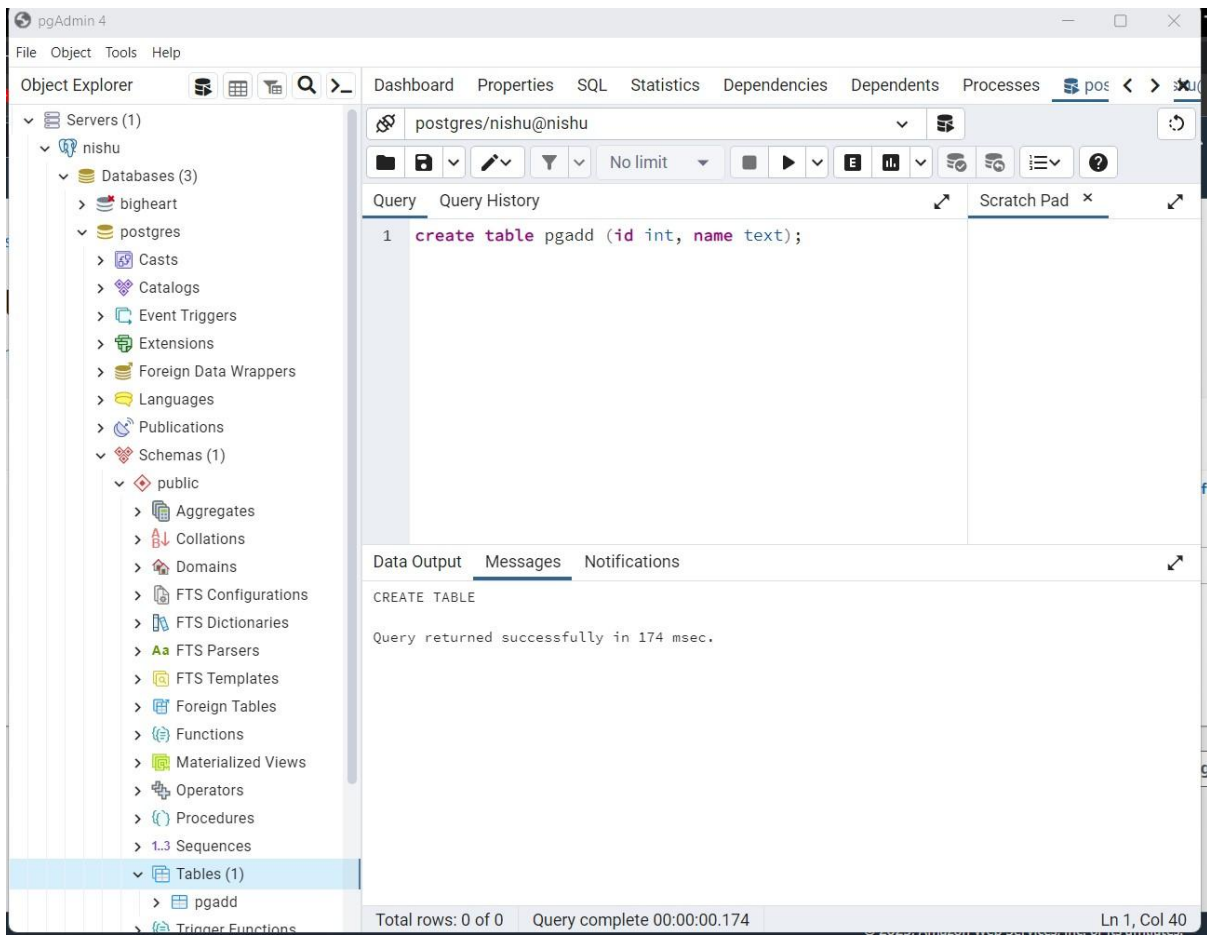 pgAdmin 4
File Object Tools Help
Object Explorer
Servers (1)
nishu
Databases (3)
bigheart
postgres
Casts
Catalogs
Event Triggers
Extensions
Foreign Data Wrappers
Languages
Publications
Schemas (1)
public
Aggregates
Collations
Domains
FTS Configurations
FTS Dictionaries
Aa FTS Parsers
FTS Templates
Foreign Tables
Functions
Materialized Views
Operators
Procedures
1..3 Sequences
Tables (1)
pgadd
Trigger Functions
Dashboard Properties SQL Statistics Dependencies Dependents Processes pos
postgres/nishu@nishu
No limit
E
Query Query History
Scratch Pad
1 create table pgadd (id int, name text);
Data Output Messages Notifications
CREATE TABLE
Query returned successfully in 174 msec.
Total rows: 0 of 0 Query complete 00:00:00.174 Ln 1, Col 40